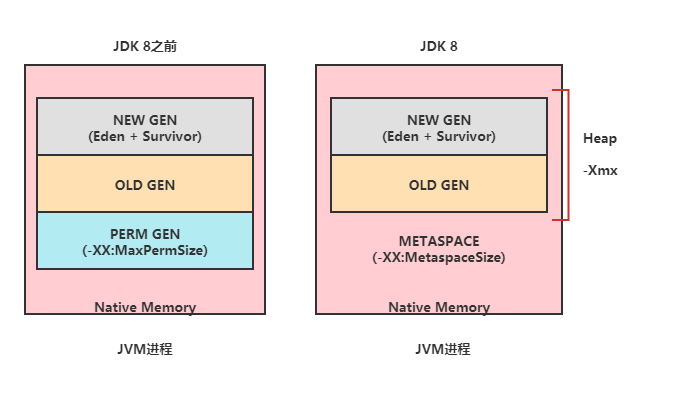 JDK 8之前
NEW GEN
(Eden + Survivor)
OLD GEN
PERM GEN
(-XX:MaxPermSize)
Native Memory
JVM进程
JDK 8
NEW GEN
(Eden + Survivor)
OLD GEN
METASPACE
(-XX:MetaspaceSize)
Native Memory
JVM进程
Heap
-Xmx